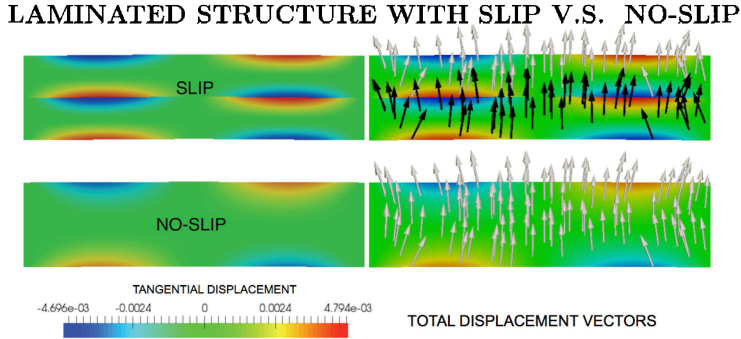 LAMINATED STRUCTURE WITH SLIP V.S. NO-SLIP
SLIP
NO-SLIP
TANGENTIAL DISPLACEMENT
-4.696e-03 -0.0024 0 0.0024 4.794e-03
TOTAL DISPLACEMENT VECTORS